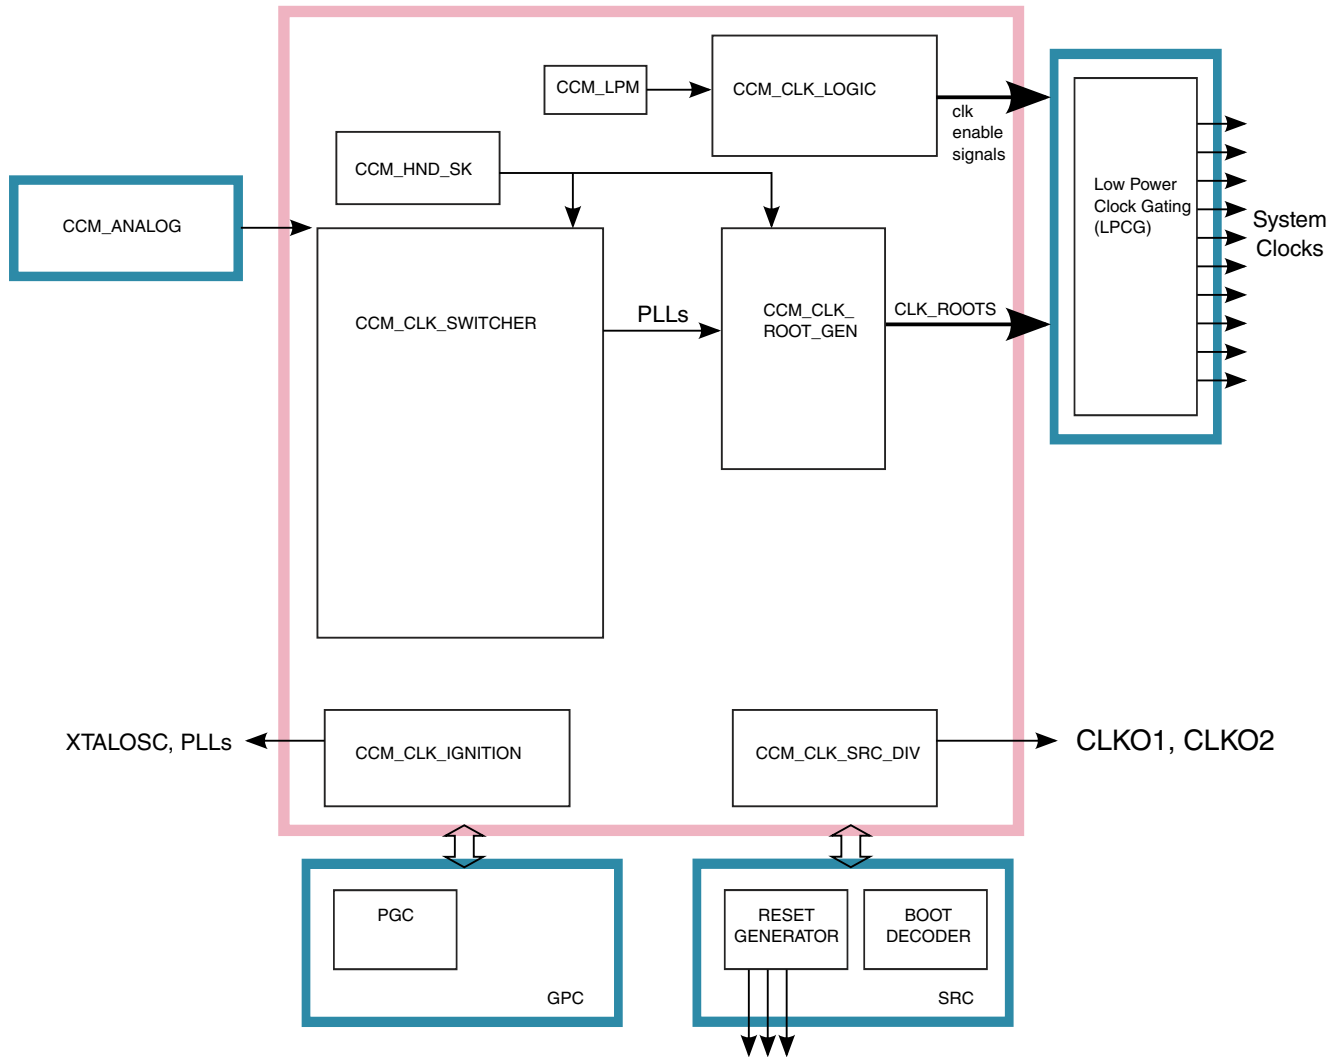 CCM_LPM
CCM_CLK_LOGIC
clk
enable
signals
CCM_HND_SK
CCM_ANALOG
Low Power
Clock Gating
(LPCG)
System
Clocks
CCM_CLK_SWITCHER
PLLs
CCM_CLK_
ROOT_GEN
CLK_ROOTS
XTALOSC, PLLs
CCM_CLK_IGNITION
CCM_CLK_SRC_DIV
CLKO1, CLKO2
PGC
GPC
RESET
GENERATOR
BOOT
DECODER
SRC